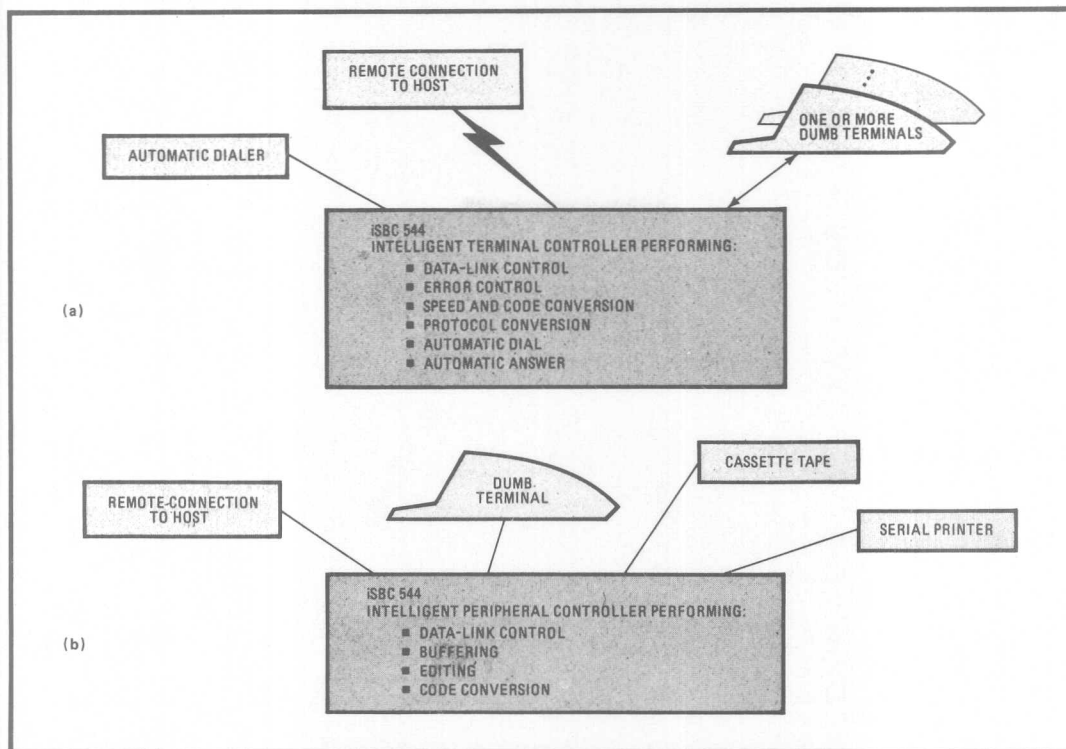 REMOTE CONNECTION
TO HOST
ONE OR MORE
DUMB TERMINALS
AUTOMATIC DIALER
iSBC 544
INTELLIGENT TERMINAL CONTROLLER PERFORMING:
■ DATA-LINK CONTROL
■ ERROR CONTROL
■ SPEED AND CODE CONVERSION
■ PROTOCOL CONVERSION
■ AUTOMATIC DIAL
■ AUTOMATIC ANSWER
(a)
CASSETTE TAPE
DUMB
TERMINAL
REMOTE-CONNECTION
TO HOST
SERIAL PRINTER
iSBC 544
INTELLIGENT PERIPHERAL CONTROLLER PERFORMING:
■ DATA-LINK CONTROL
■ BUFFERING
■ EDITING
■ CODE CONVERSION
(b)